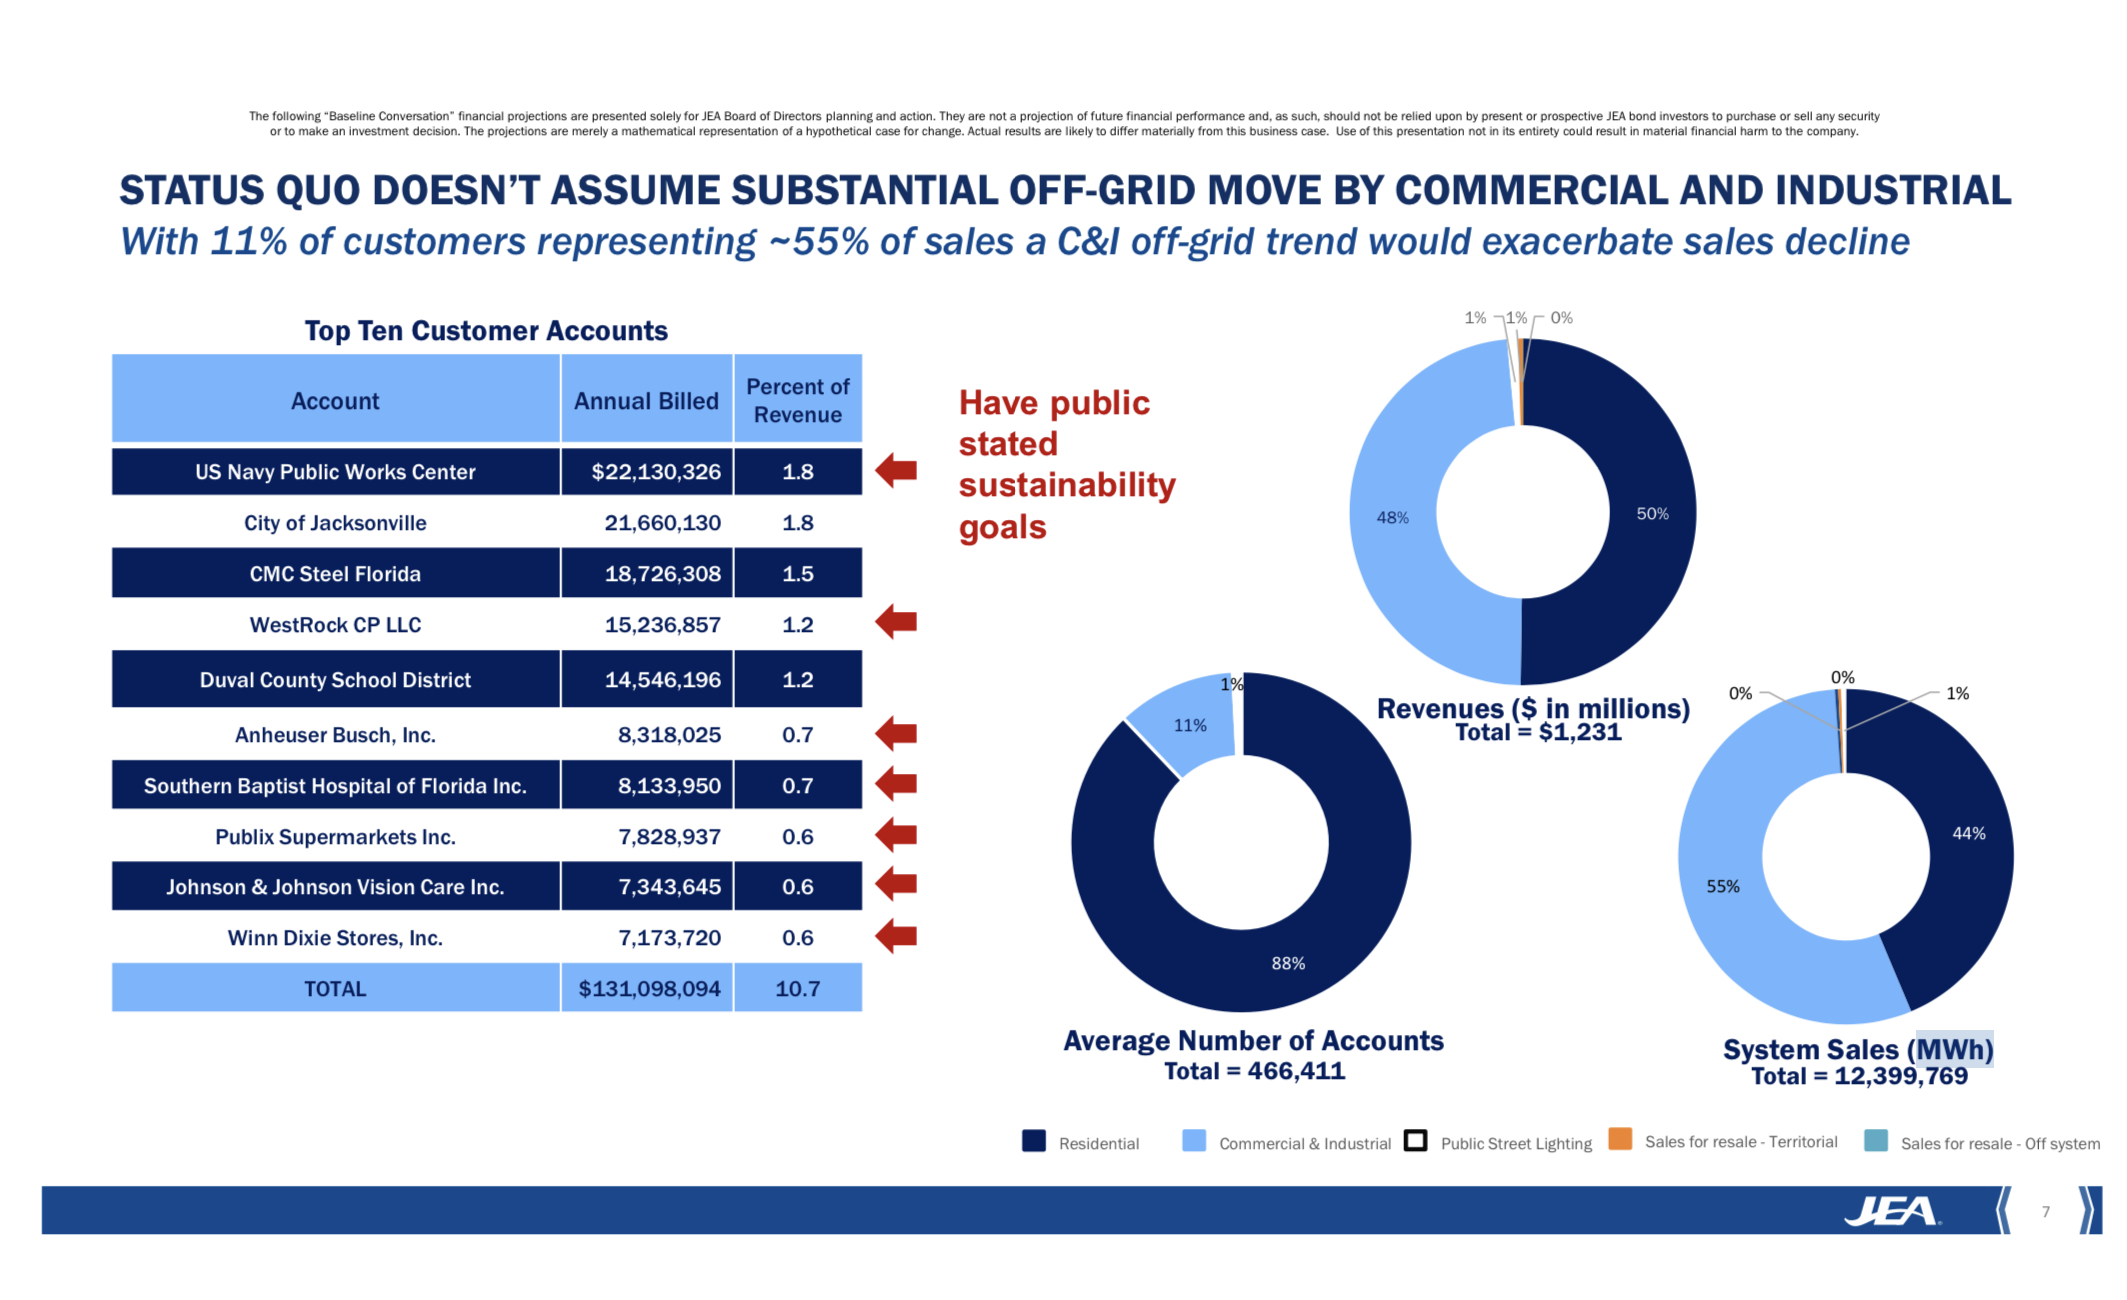 The following “Baseline Conversation” financial projections are presented solely for JEA Board of Directors planning and action. They are not a projection of future financial performance and, as such, should not be relied upon by present or prospective JEA bond investors to purchase or sell any security
or to make an investment decision. The projections are merely a mathematical representation of a hypothetical case for change. Actual results are likely to differ materially from this business case. Use of this presentation not in its entirety could result in material financial harm to the company.
STATUS QUO DOESN’T ASSUME SUBSTANTIAL OFF-GRID MOVE BY COMMERCIAL AND INDUSTRIAL
With 11% of customers representing ~55% of sales a C&I off-grid trend would exacerbate sales decline
Top Ten Customer Accounts
Account Annual Billed Percent of
Revenue
US Navy Public Works Center $22,130,326 1.8
City of Jacksonville 21,660,130 1.8
CMC Steel Florida 18,726,308 1.5
WestRock CP LLC 15,236,857 1.2
Duval County School District 14,546,196 1.2
Anheuser Busch, Inc. 8,318,025 0.7
Southern Baptist Hospital of Florida Inc. 8,133,950 0.7
Publix Supermarkets Inc. 7,828,937 0.6
Johnson & Johnson Vision Care Inc. 7,343,645 0.6
Winn Dixie Stores, Inc. 7,173,720 0.6
TOTAL $131,098,094 10.7
Have public
stated
sustainability
goals
1% 1% 0%
48% 50%
Revenues ($ in millions)
Total = $1,231
1%
11%
88%
Average Number of Accounts
Total = 466,411
0% 0% 1%
44%
55%
System Sales (MWh)
Total = 12,399,769
Residential Commercial & Industrial Public Street Lighting Sales for resale - Territorial Sales for resale - Off system
JEA
7